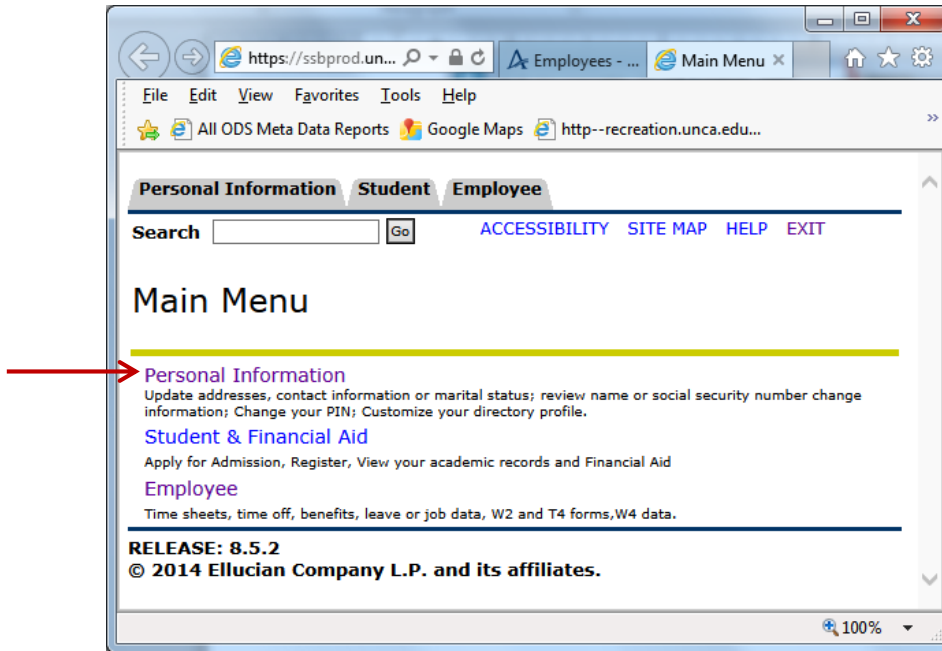 https://ssbprod.un... Employees - ... Main Menu
File Edit View Favorites Tools Help
All ODS Meta Data Reports Google Maps http--recreation.unca.edu... »
Personal Information Student Employee
Search Go ACCESSIBILITY SITE MAP HELP EXIT
Main Menu
Personal Information
Update addresses, contact information or marital status; review name or social security number change
information; Change your PIN; Customize your directory profile.
Student & Financial Aid
Apply for Admission, Register, View your academic records and Financial Aid
Employee
Time sheets, time off, benefits, leave or job data, W2 and T4 forms,W4 data.
RELEASE: 8.5.2
© 2014 Ellucian Company L.P. and its affiliates.
100%